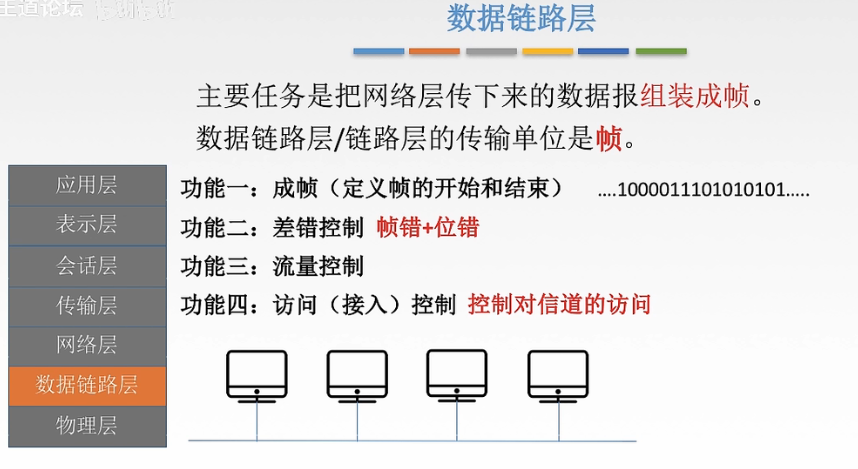 王道论坛
数据链路层
主要任务是把网络层传下来的数据报组装成帧。
数据链路层/链路层的传输单位是帧。
应用层
表示层
会话层
传输层
网络层
数据链路层
物理层
功能一：成帧（定义帧的开始和结束） ....1000011101010101.....
功能二：差错控制 帧错+位错
功能三：流量控制
功能四：访问（接入）控制 控制对信道的访问